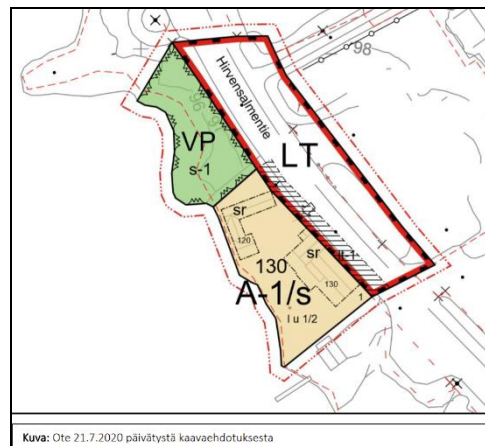 98
Hirvensalmentie
96
VP
s-1
LT
sr
120
130
sr
130
A-1/s
I u 1/2
1
Kuva: Ote 21.7.2020 päivätystä kaavaehdotuksesta